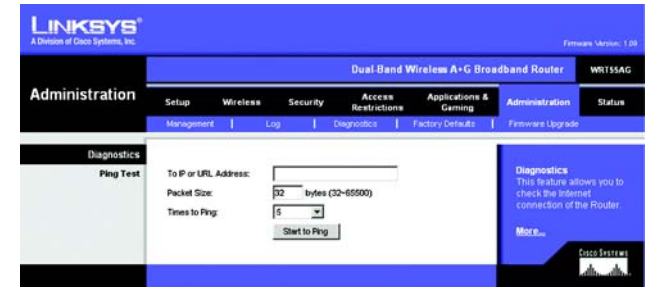 LINKSYS®
A Division of Cisco Systems, Inc.
Firmware Version: 1.00
Dual-Band Wireless A+G Broadband Router WRT55AG
Administration
Setup Wireless Security Access Restrictions Applications & Gaming Administration Status
Management | Log | Diagnostics | Factory Defaults | Firmware Upgrade
Diagnostics
Ping Test
To IP or URL Address:
Packet Size: 32 bytes (32~65500)
Times to Ping: 5
Start to Ping
Diagnostics
This feature allows you to
check the Internet
connection of the Router.
More...
CISCO SYSTEMS